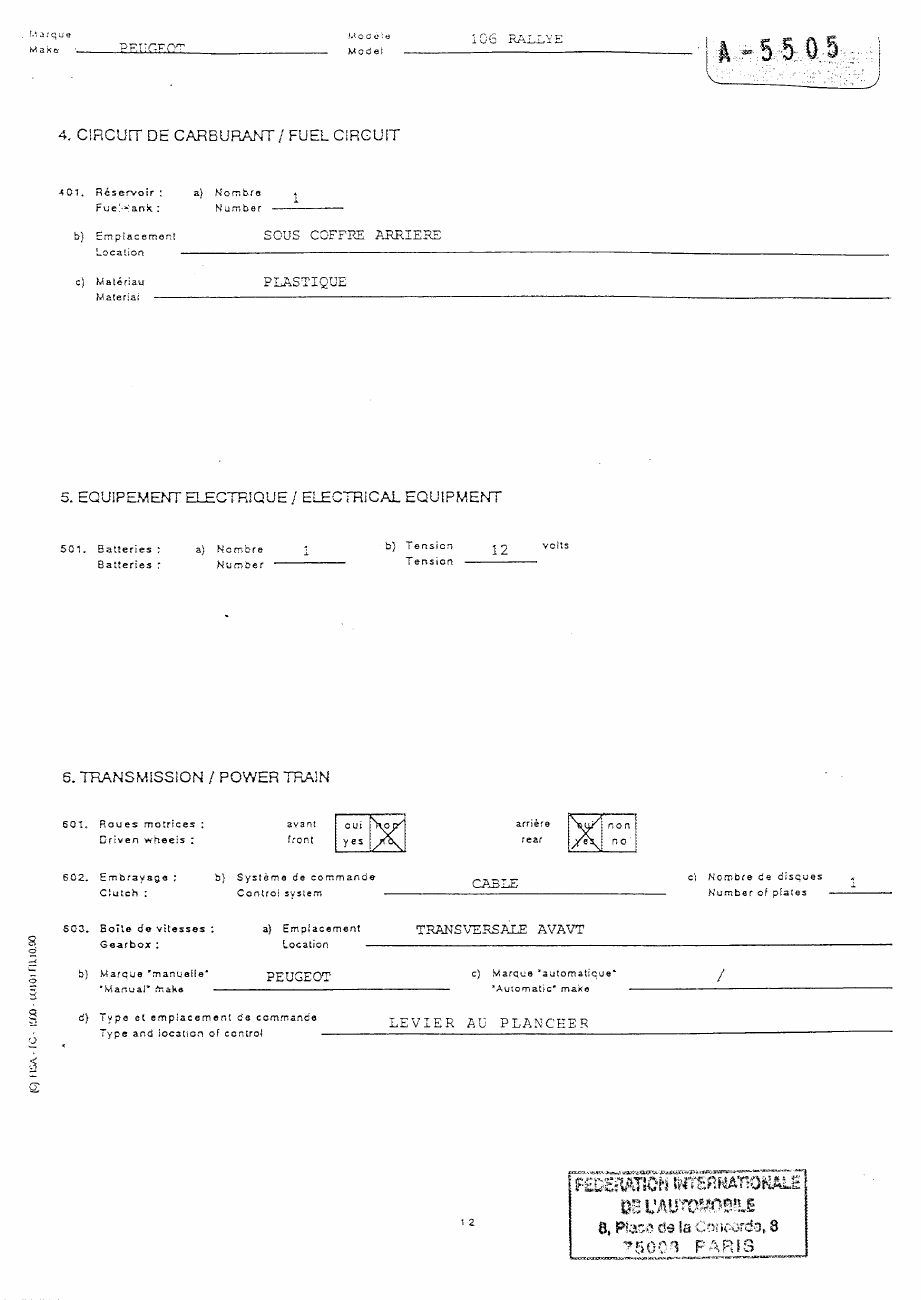 Marque Modèle 106 RALLYE
Make PEUGEOT Model
A-5505
4. CIRCUIT DE CARBURANT / FUEL CIRCUIT
401. Réservoir : a) Nombre 1
Fuel tank : Number
b) Emplacement SOUS COFFRE ARRIERE
Location
c) Matériau PLASTIQUE
Material
5. EQUIPEMENT ELECTRIQUE / ELECTRICAL EQUIPMENT
501. Batteries : a) Nombre 1 b) Tension 12 volts
Batteries : Number Tension
6. TRANSMISSION / POWER TRAIN
601. Roues motrices : avant oui non arrière oui non
Driven wheels : front yes no rear yes no
602. Embrayage : b) Système de commande CABLE c) Nombre de disques 1
Clutch : Control system Number of plates
603. Boîte de vitesses : a) Emplacement TRANSVERSALE AVAVT
Gearbox : Location
b) Marque "manuelle" PEUGEOT c) Marque "automatique" /
"Manual" make "Automatic" make
d) Type et emplacement de commande LEVIER AU PLANCHER
Type and location of control
12
FEDERATION INTERNATIONALE
DE L'AUTOMOBILE
8, Place de la Concorde, 8
75008 PARIS